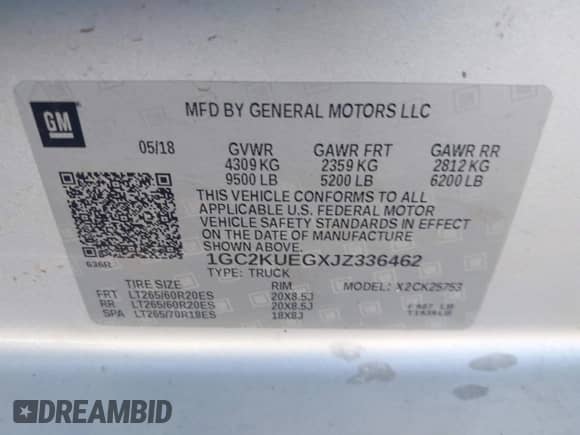 GM
MFD BY GENERAL MOTORS LLC
05/18 GVWR GAWR FRT GAWR RR
4309 KG 2359 KG 2812 KG
9500 LB 5200 LB 6200 LB
THIS VEHICLE CONFORMS TO ALL
APPLICABLE U.S. FEDERAL MOTOR
VEHICLE SAFETY STANDARDS IN EFFECT
ON THE DATE OF MANUFACTURE
SHOWN ABOVE.
1GC2KUEGXJZ336462
636R
TYPE: TRUCK
TIRE SIZE RIM MODEL: X2CK25753
FRT LT265/60R20ES 20X8.5J
RR LT265/60R20ES 20X8.5J
SPA LT265/70R18ES 18X8J
DREAMBID